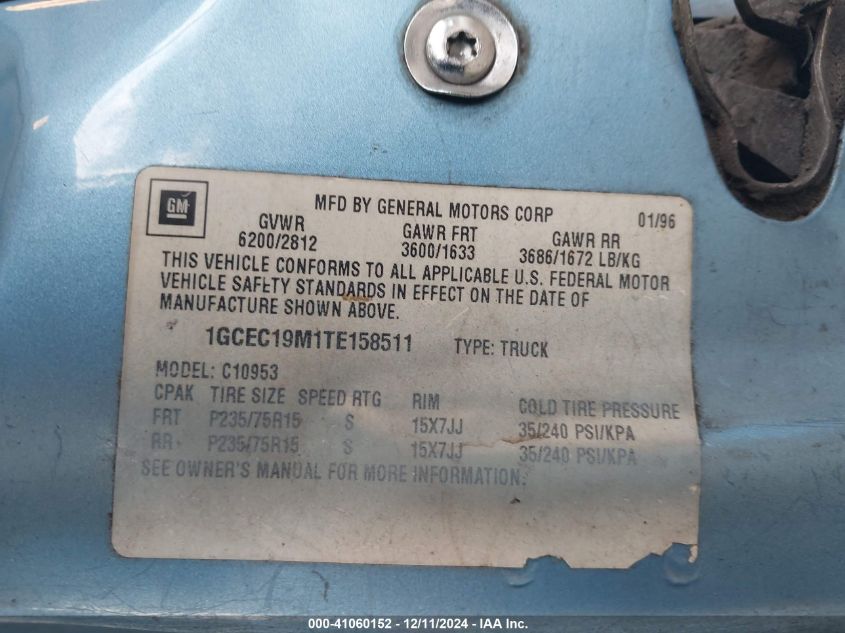 GM
MFD BY GENERAL MOTORS CORP 01/96
GVWR GAWR FRT GAWR RR
6200/2812 3600/1633 3686/1672 LB/KG
THIS VEHICLE CONFORMS TO ALL APPLICABLE U.S. FEDERAL MOTOR
VEHICLE SAFETY STANDARDS IN EFFECT ON THE DATE OF
MANUFACTURE SHOWN ABOVE.
1GCEC19M1TE158511 TYPE: TRUCK
MODEL: C10953
CPAK TIRE SIZE SPEED RTG RIM COLD TIRE PRESSURE
FRT P235/75R15 S 15X7JJ 35/240 PSI/KPA
RR P235/75R15 S 15X7JJ 35/240 PSI/KPA
SEE OWNER'S MANUAL FOR MORE INFORMATION.
000-41060152 - 12/11/2024 - IAA Inc.